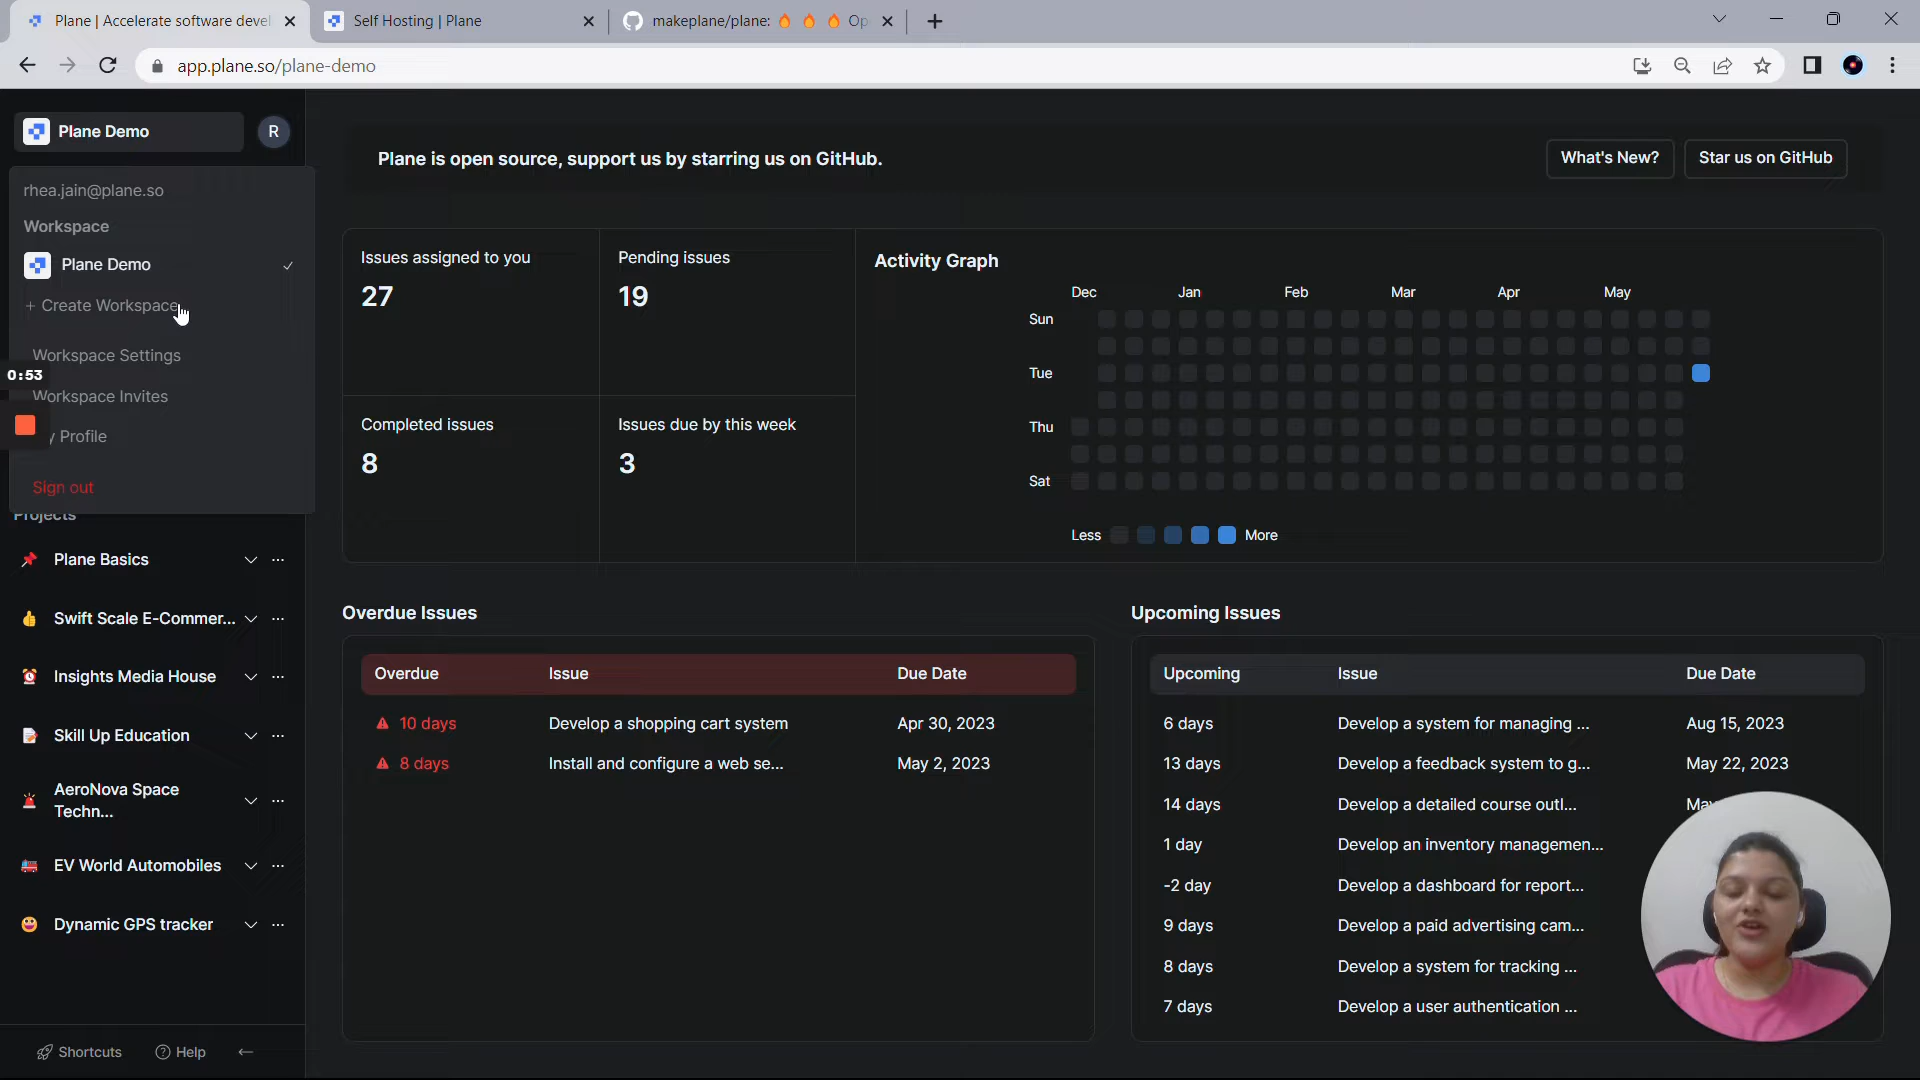 Plane | Accelerate software devel
Self Hosting | Plane
makeplane/plane: 🔥 🔥 🔥 Op
app.plane.so/plane-demo
Plane Demo
R
rhea.jain@plane.so
Workspace
Plane Demo
+ Create Workspace
Workspace Settings
0:53
Workspace Invites
y Profile
Sign out
Projects
Plane Basics
Swift Scale E-Commer...
Insights Media House
Skill Up Education
AeroNova Space
Techn...
EV World Automobiles
Dynamic GPS tracker
Shortcuts
Help
Plane is open source, support us by starring us on GitHub.
What's New?
Star us on GitHub
Issues assigned to you
27
Pending issues
19
Completed issues
8
Issues due by this week
3
Activity Graph
Dec Jan Feb Mar Apr May
Sun
Tue
Thu
Sat
Less More
Overdue Issues
Overdue Issue Due Date
10 days Develop a shopping cart system Apr 30, 2023
8 days Install and configure a web se... May 2, 2023
Upcoming Issues
Upcoming Issue Due Date
6 days Develop a system for managing ... Aug 15, 2023
13 days Develop a feedback system to g... May 22, 2023
14 days Develop a detailed course outl...
1 day Develop an inventory managemen...
-2 day Develop a dashboard for report...
9 days Develop a paid advertising cam...
8 days Develop a system for tracking ...
7 days Develop a user authentication ...